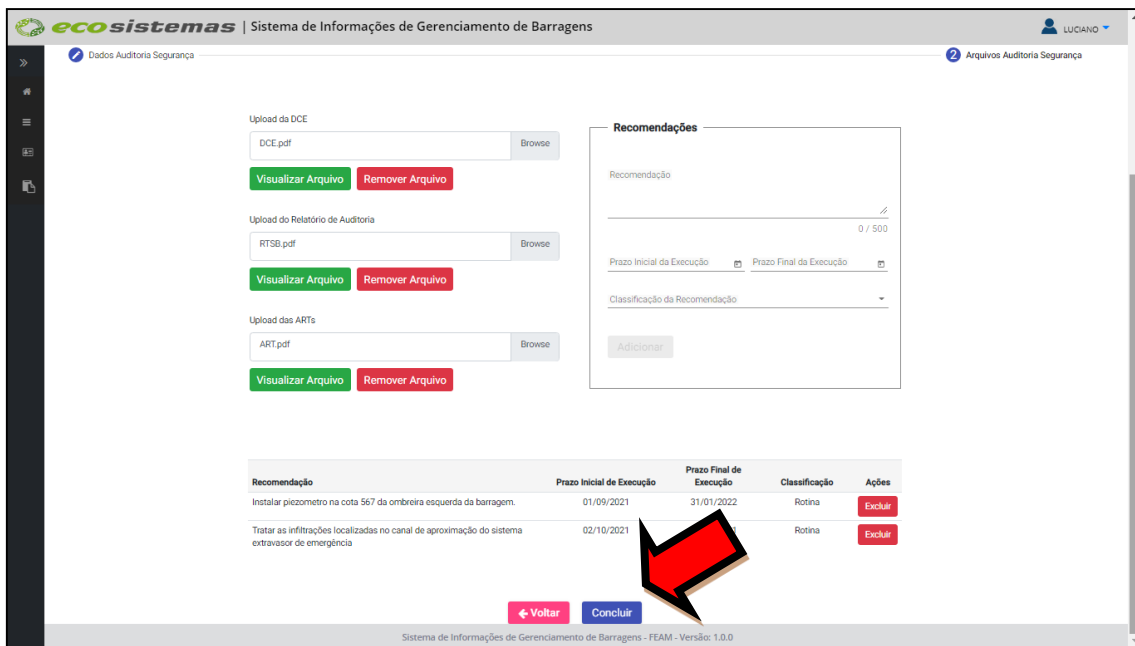 ecosistemas | Sistema de Informações de Gerenciamento de Barragens
LUCIANO
Dados Auditoria Segurança
2 Arquivos Auditoria Segurança
Upload da DCE
DCE.pdf Browse
Visualizar Arquivo Remover Arquivo
Upload do Relatório de Auditoria
RTSB.pdf Browse
Visualizar Arquivo Remover Arquivo
Upload das ARTs
ART.pdf Browse
Visualizar Arquivo Remover Arquivo
Recomendações
Recomendação
0 / 500
Prazo Inicial da Execução Prazo Final da Execução
Classificação da Recomendação
Adicionar
Recomendação Prazo Inicial de Execução Prazo Final de Execução Classificação Ações
Instalar piezometro na cota 567 da ombreira esquerda da barragem. 01/09/2021 31/01/2022 Rotina Excluir
Tratar as infiltrações localizadas no canal de aproximação do sistema 02/10/2021 Rotina Excluir
extravasor de emergência
Voltar Concluir
Sistema de Informações de Gerenciamento de Barragens - FEAM - Versão: 1.0.0